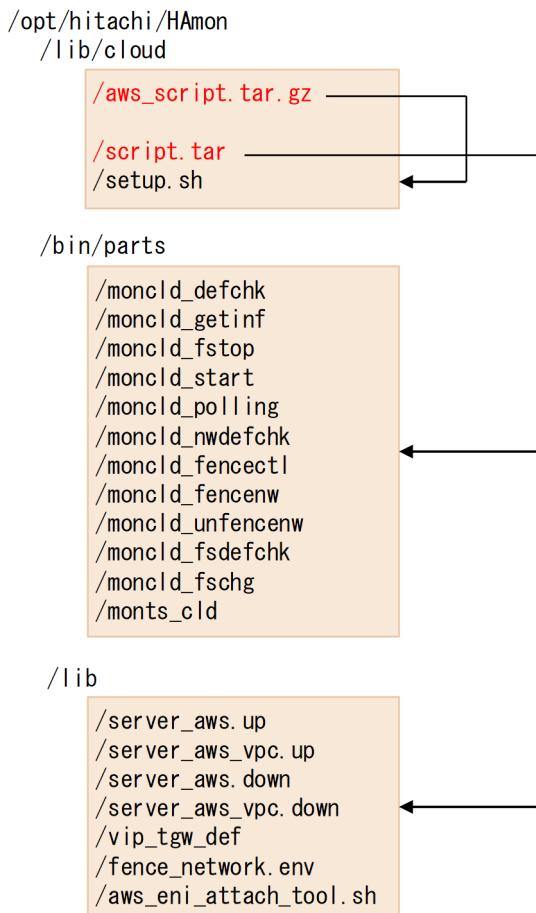 /opt/hitachi/HAmon
/lib/cloud
/aws_script.tar.gz
/script.tar
/setup.sh
/bin/parts
/moncld_defchk
/moncld_getinf
/moncld_fstop
/moncld_start
/moncld_polling
/moncld_nwdefchk
/moncld_fencectl
/moncld_fencenw
/moncld_unfencenw
/moncld_fsdefchk
/moncld_fschg
/monts_cld
/lib
/server_aws.up
/server_aws_vpc.up
/server_aws.down
/server_aws_vpc.down
/vip_tgw_def
/fence_network.env
/aws_eni_attach_tool.sh